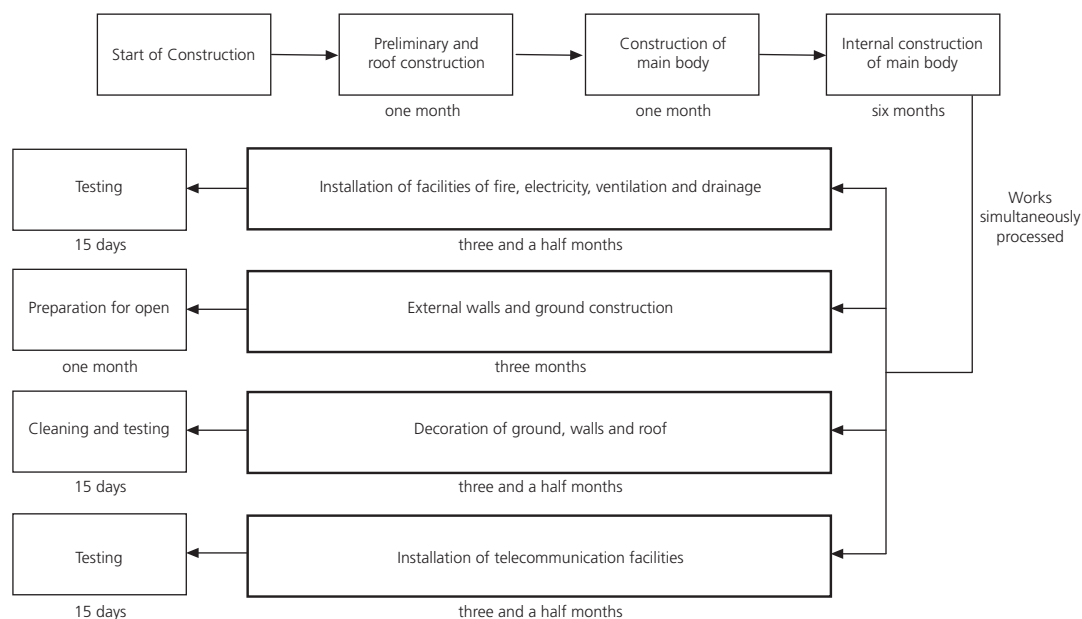 Start of Construction
Preliminary and
roof construction
Construction of
main body
Internal construction
of main body
one month
one month
six months
Works
simultaneously
processed
Testing
Installation of facilities of fire, electricity, ventilation and drainage
15 days
three and a half months
Preparation for open
External walls and ground construction
one month
three months
Cleaning and testing
Decoration of ground, walls and roof
15 days
three and a half months
Testing
Installation of telecommunication facilities
15 days
three and a half months